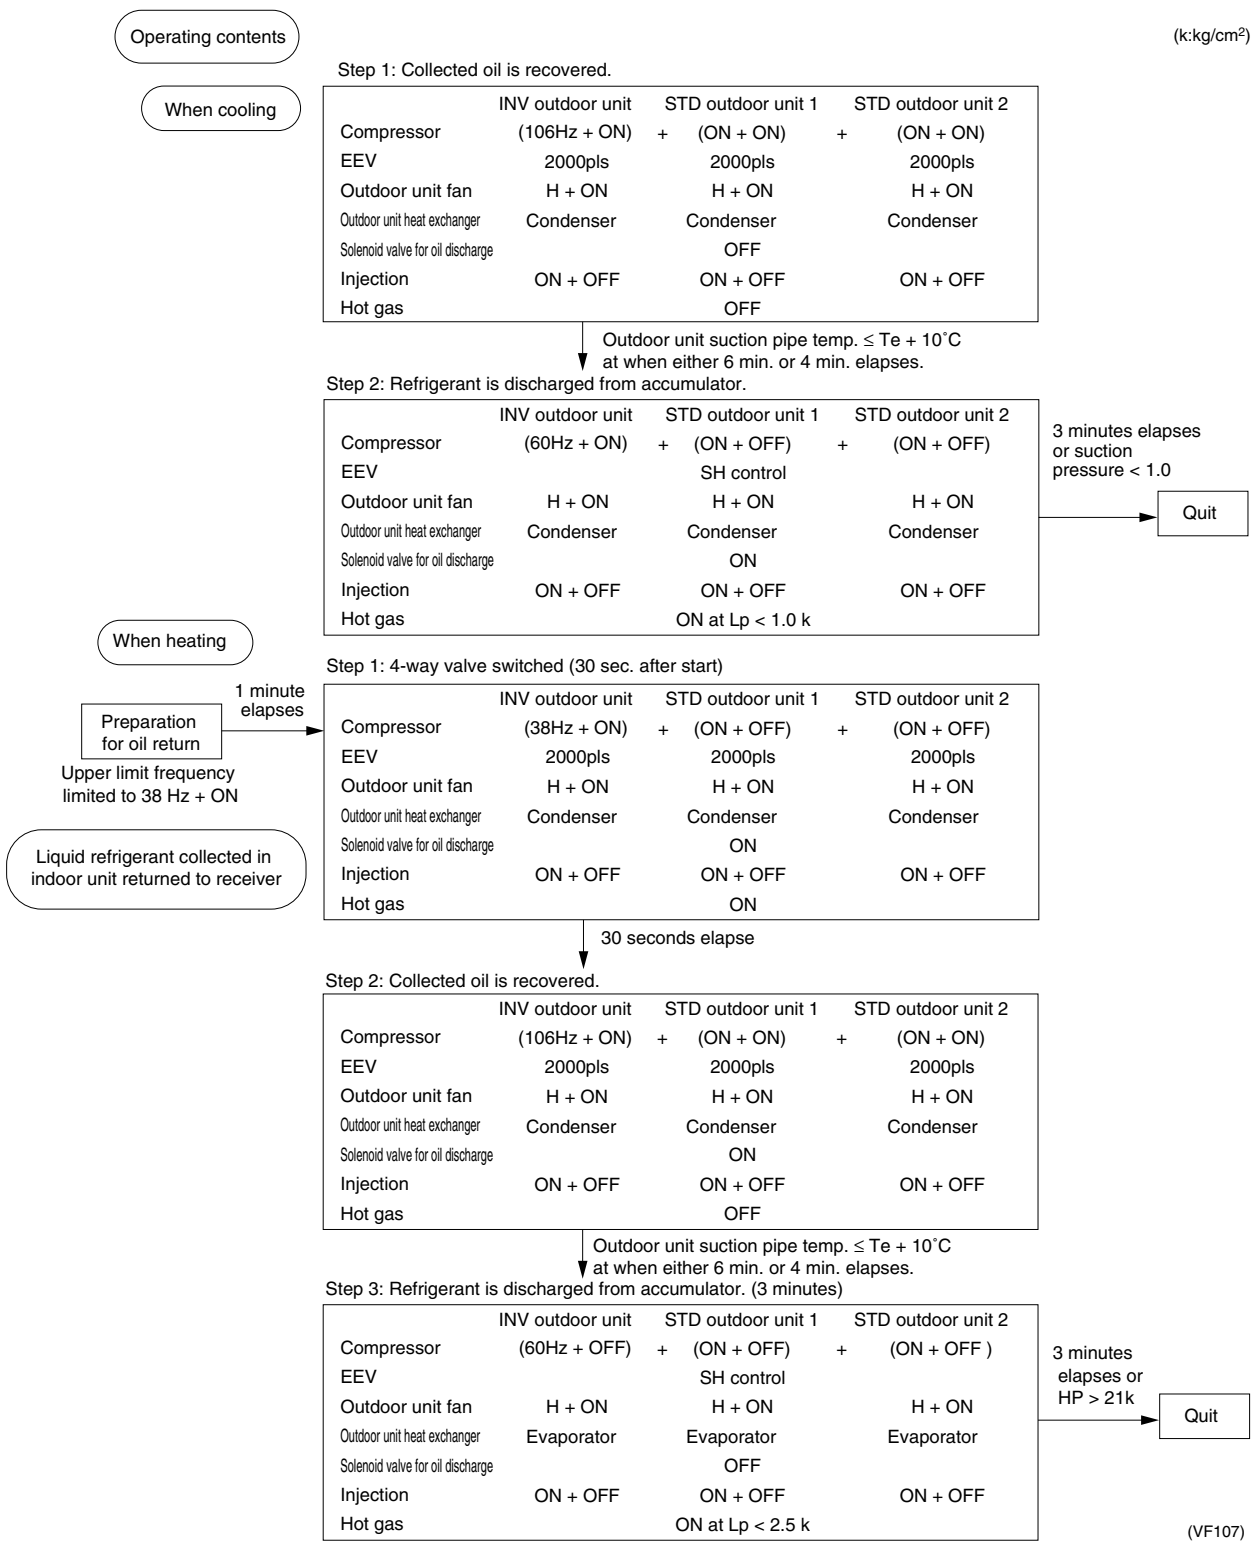 Operating contents
(k:kg/cm²)
Step 1: Collected oil is recovered.
When cooling
INV outdoor unit STD outdoor unit 1 STD outdoor unit 2
Compressor (106Hz + ON) + (ON + ON) + (ON + ON)
EEV 2000pls 2000pls 2000pls
Outdoor unit fan H + ON H + ON H + ON
Outdoor unit heat exchanger Condenser Condenser Condenser
Solenoid valve for oil discharge OFF
Injection ON + OFF ON + OFF ON + OFF
Hot gas OFF
Outdoor unit suction pipe temp. ≤ Te + 10˚C
at when either 6 min. or 4 min. elapses.
Step 2: Refrigerant is discharged from accumulator.
INV outdoor unit STD outdoor unit 1 STD outdoor unit 2
Compressor (60Hz + ON) + (ON + OFF) + (ON + OFF)
EEV SH control
Outdoor unit fan H + ON H + ON H + ON
Outdoor unit heat exchanger Condenser Condenser Condenser
Solenoid valve for oil discharge ON
Injection ON + OFF ON + OFF ON + OFF
Hot gas ON at Lp < 1.0 k
3 minutes elapses
or suction
pressure < 1.0
Quit
When heating
Step 1: 4-way valve switched (30 sec. after start)
1 minute
elapses
Preparation
for oil return
Upper limit frequency
limited to 38 Hz + ON
Liquid refrigerant collected in
indoor unit returned to receiver
INV outdoor unit STD outdoor unit 1 STD outdoor unit 2
Compressor (38Hz + ON) + (ON + OFF) + (ON + OFF)
EEV 2000pls 2000pls 2000pls
Outdoor unit fan H + ON H + ON H + ON
Outdoor unit heat exchanger Condenser Condenser Condenser
Solenoid valve for oil discharge ON
Injection ON + OFF ON + OFF ON + OFF
Hot gas ON
30 seconds elapse
Step 2: Collected oil is recovered.
INV outdoor unit STD outdoor unit 1 STD outdoor unit 2
Compressor (106Hz + ON) + (ON + ON) + (ON + ON)
EEV 2000pls 2000pls 2000pls
Outdoor unit fan H + ON H + ON H + ON
Outdoor unit heat exchanger Condenser Condenser Condenser
Solenoid valve for oil discharge ON
Injection ON + OFF ON + OFF ON + OFF
Hot gas OFF
Outdoor unit suction pipe temp. ≤ Te + 10˚C
at when either 6 min. or 4 min. elapses.
Step 3: Refrigerant is discharged from accumulator. (3 minutes)
INV outdoor unit STD outdoor unit 1 STD outdoor unit 2
Compressor (60Hz + OFF) + (ON + OFF) + (ON + OFF )
EEV SH control
Outdoor unit fan H + ON H + ON H + ON
Outdoor unit heat exchanger Evaporator Evaporator Evaporator
Solenoid valve for oil discharge OFF
Injection ON + OFF ON + OFF ON + OFF
Hot gas ON at Lp < 2.5 k
3 minutes
elapses or
HP > 21k
Quit
(VF107)